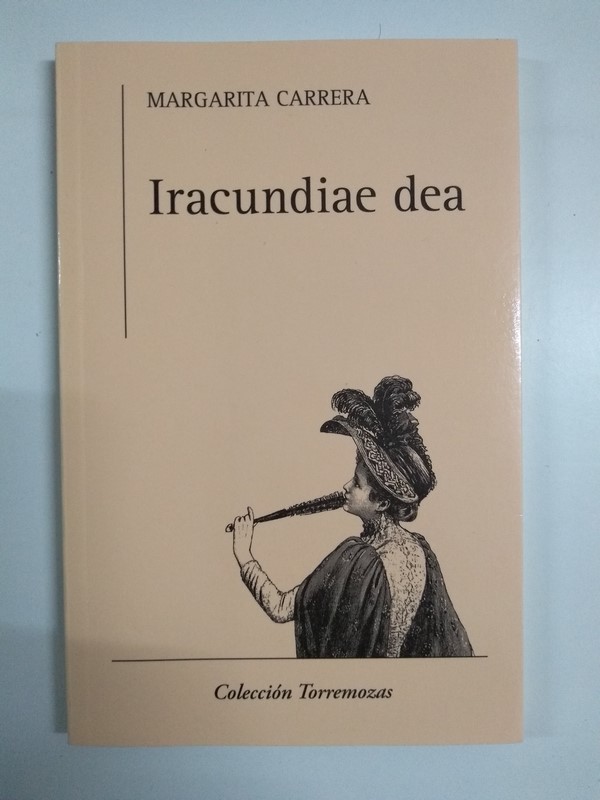 MARGARITA CARRERA
Iracundiae dea
Colección Torremozas